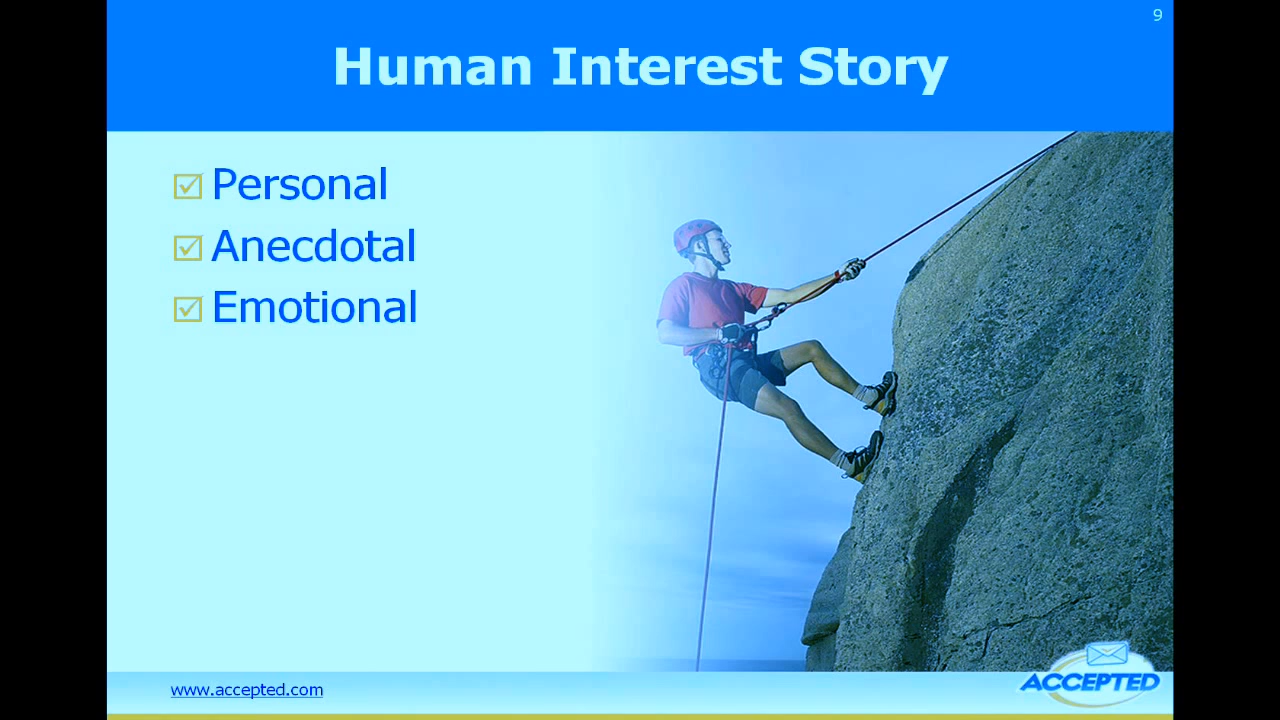 9
Human Interest Story
Personal
Anecdotal
Emotional
www.accepted.com
ACCEPTED